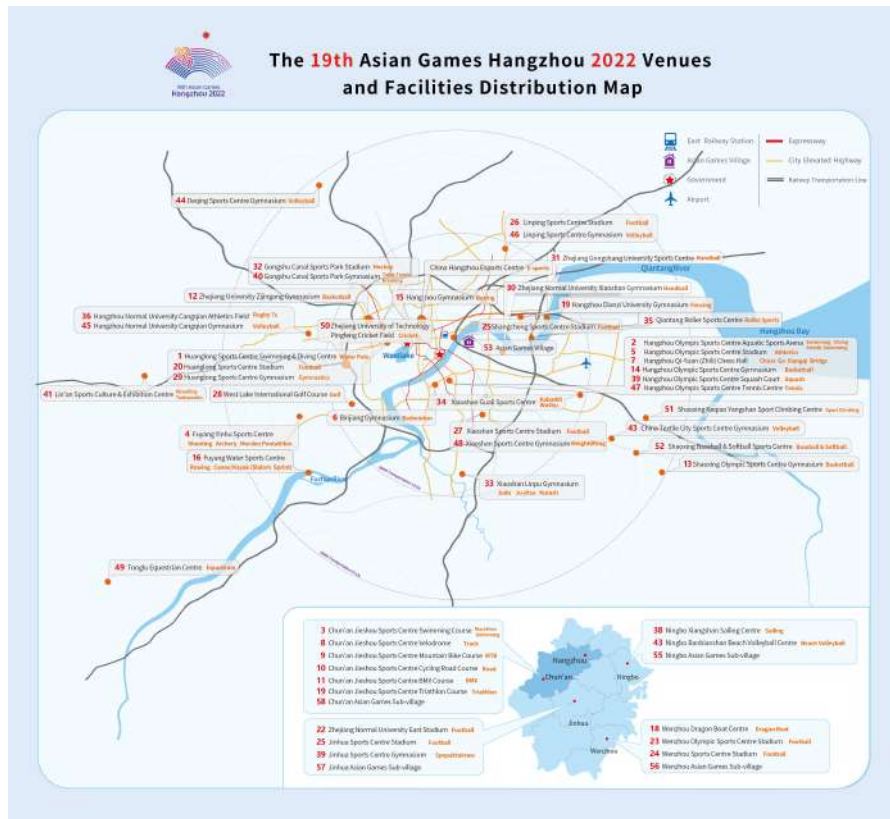 19th Asian Games
Hangzhou 2022
The 19th Asian Games Hangzhou 2022 Venues
and Facilities Distribution Map
East Railway Station
Expressway
Asian Games Village
City Elevated Highway
Government
Railway Transportation Line
Airport
44 Deqing Sports Centre Gymnasium Volleyball
26 Linping Sports Centre Stadium Football
46 Linping Sports Centre Gymnasium Volleyball
31 Zhejiang Gongshang University Sports Centre Handball
Qiantang River
32 Gongshu Canal Sports Park Stadium Hockey
40 Gongshu Canal Sports Park Gymnasium
China Hangzhou Esports Centre E-sports
30 Zhejiang Normal University Xiaoshan Gymnasium Handball
12 Zhejiang University Zijingang Gymnasium Basketball
15 Hangzhou Gymnasium Boxing
19 Hangzhou Dianzi University Gymnasium Fencing
36 Hangzhou Normal University Cangqian Athletics Field Rugby 7s
45 Hangzhou Normal University Cangqian Gymnasium Volleyball
50 Zhejiang University of Technology
Pingfeng Cricket Field Cricket
25 Shangcheng Sports Centre Stadium Football
35 Qiantang Roller Sports Centre Roller Sports
Hangzhou Bay
53 Asian Games Village
West Lake
1 Huanglong Sports Centre Swimming & Diving Centre Water Polo
20 Huanglong Sports Centre Stadium Football
29 Huanglong Sports Centre Gymnasium Gymnastics
2 Hangzhou Olympic Sports Centre Aquatic Sports Arena
5 Hangzhou Olympic Sports Centre Stadium Athletics
7 Hangzhou Qi-Yuan (Zhili) Chess Hall Chess Go Xiangqi Bridge
14 Hangzhou Olympic Sports Centre Gymnasium Basketball
39 Hangzhou Olympic Sports Centre Squash Court Squash
47 Hangzhou Olympic Sports Centre Tennis Centre Tennis
41 Lin'an Sports Culture & Exhibition Centre
28 West Lake International Golf Course Golf
34 Xiaoshan Guali Sports Centre Kabaddi
Wushu
6 Binjiang Gymnasium Badminton
51 Shaoxing Keqiao Yangshan Sport Climbing Centre Sport Climbing
43 China Textile City Sports Centre Gymnasium Volleyball
4 Fuyang Yinhu Sports Centre
Shooting Archery Modern Pentathlon
27 Xiaoshan Sports Centre Stadium Football
48 Xiaoshan Sports Centre Gymnasium Weightlifting
52 Shaoxing Baseball & Softball Sports Centre Baseball & Softball
16 Fuyang Water Sports Centre
Rowing Canoe/Kayak (Slalom Sprint)
13 Shaoxing Olympic Sports Centre Gymnasium Basketball
33 Xiaoshan Linpu Gymnasium
Judo Jiu-jitsu Kurash
49 Tonglu Equestrian Centre Equestrian
3 Chun'an Jieshou Sports Centre Swimming Course Marathon Swimming
8 Chun'an Jieshou Sports Centre Velodrome Track
9 Chun'an Jieshou Sports Centre Mountain Bike Course MTB
10 Chun'an Jieshou Sports Centre Cycling Road Course Road
11 Chun'an Jieshou Sports Centre BMX Course BMX
19 Chun'an Jieshou Sports Centre Triathlon Course Triathlon
58 Chun'an Asian Games Sub-village
38 Ningbo Xiangshan Sailing Centre Sailing
43 Ningbo Banbianshan Beach Volleyball Centre Beach Volleyball
55 Ningbo Asian Games Sub-village
Hangzhou
Chun'an
Ningbo
Jinhua
Wenzhou
22 Zhejiang Normal University East Stadium Football
25 Jinhua Sports Centre Stadium Football
39 Jinhua Sports Centre Gymnasium
57 Jinhua Asian Games Sub-village
18 Wenzhou Dragon Boat Centre Dragon Boat
23 Wenzhou Olympic Sports Centre Stadium Football
24 Wenzhou Sports Centre Stadium Football
56 Wenzhou Asian Games Sub-village